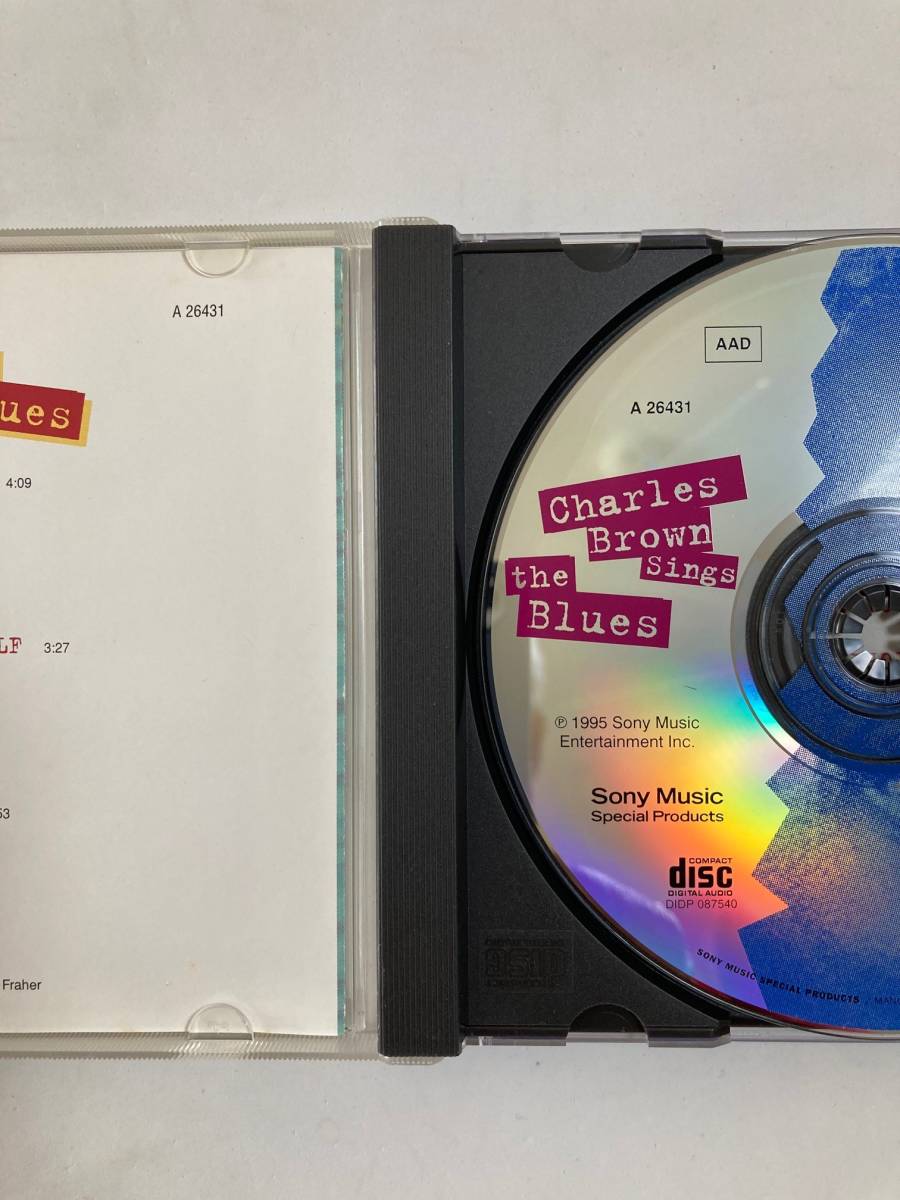 A 26431
ues
4:09
LF 3:27
53
Fraher
AAD
A 26431
Charles
Brown
Sings
the
Blues
℗ 1995 Sony Music
Entertainment Inc.
Sony Music
Special Products
COMPACT
disc
DIGITAL AUDIO
DIDP 087540
SONY MUSIC SPECIAL PRODUCTS